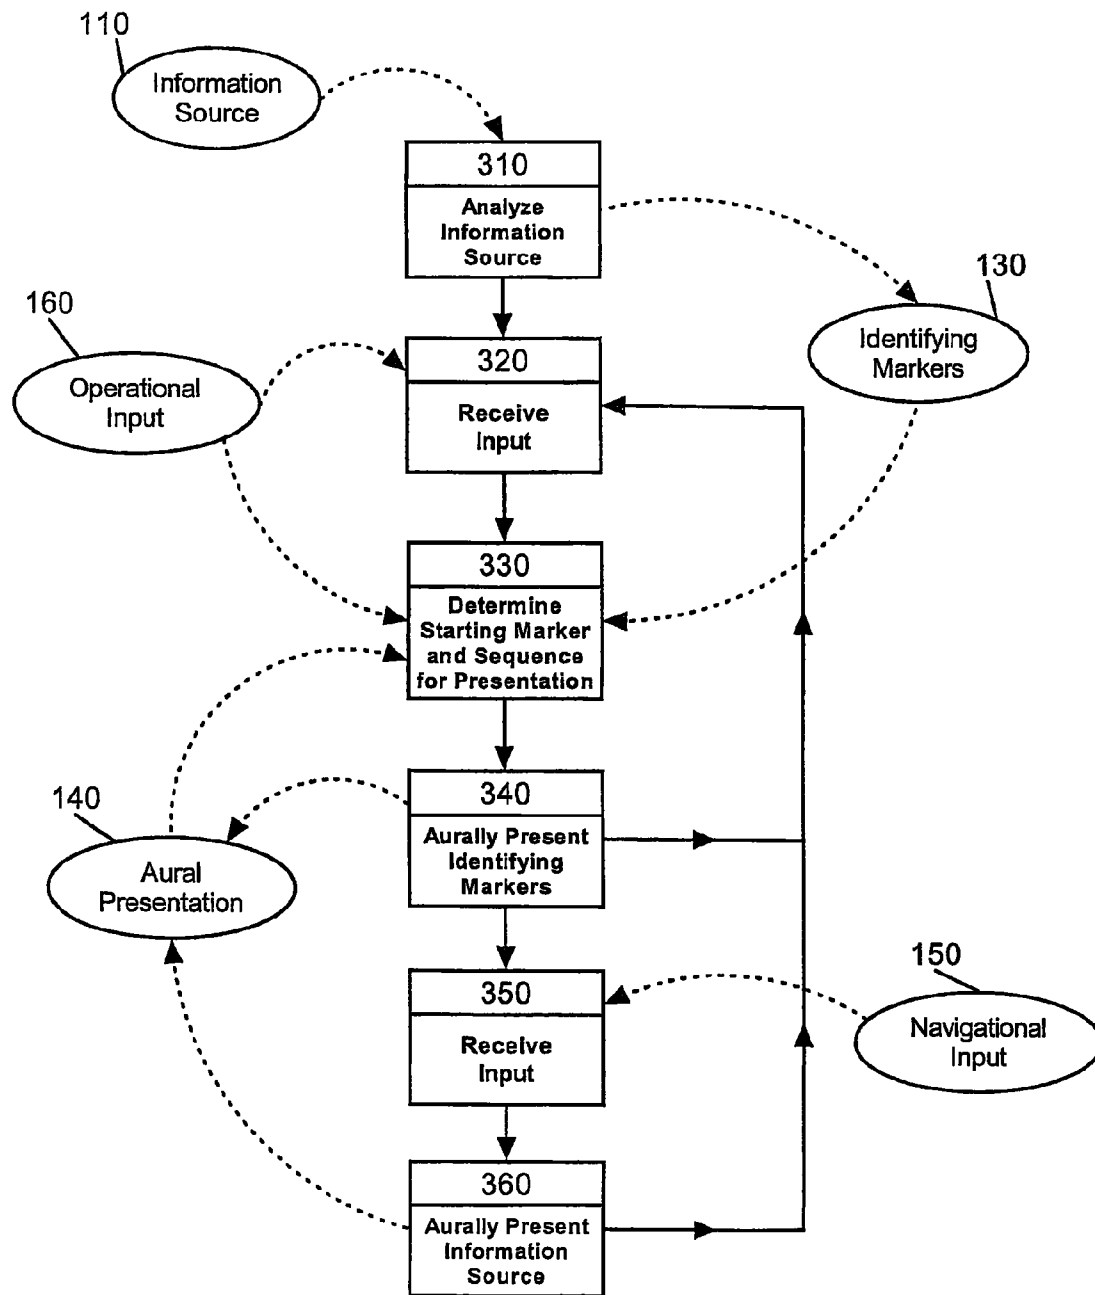 110
Information
Source
310
Analyze
Information
Source
130
Identifying
Markers
160
Operational
Input
320
Receive
Input
330
Determine
Starting Marker
and Sequence
for Presentation
340
Aurally Present
Identifying
Markers
140
Aural
Presentation
350
Receive
Input
150
Navigational
Input
360
Aurally Present
Information
Source